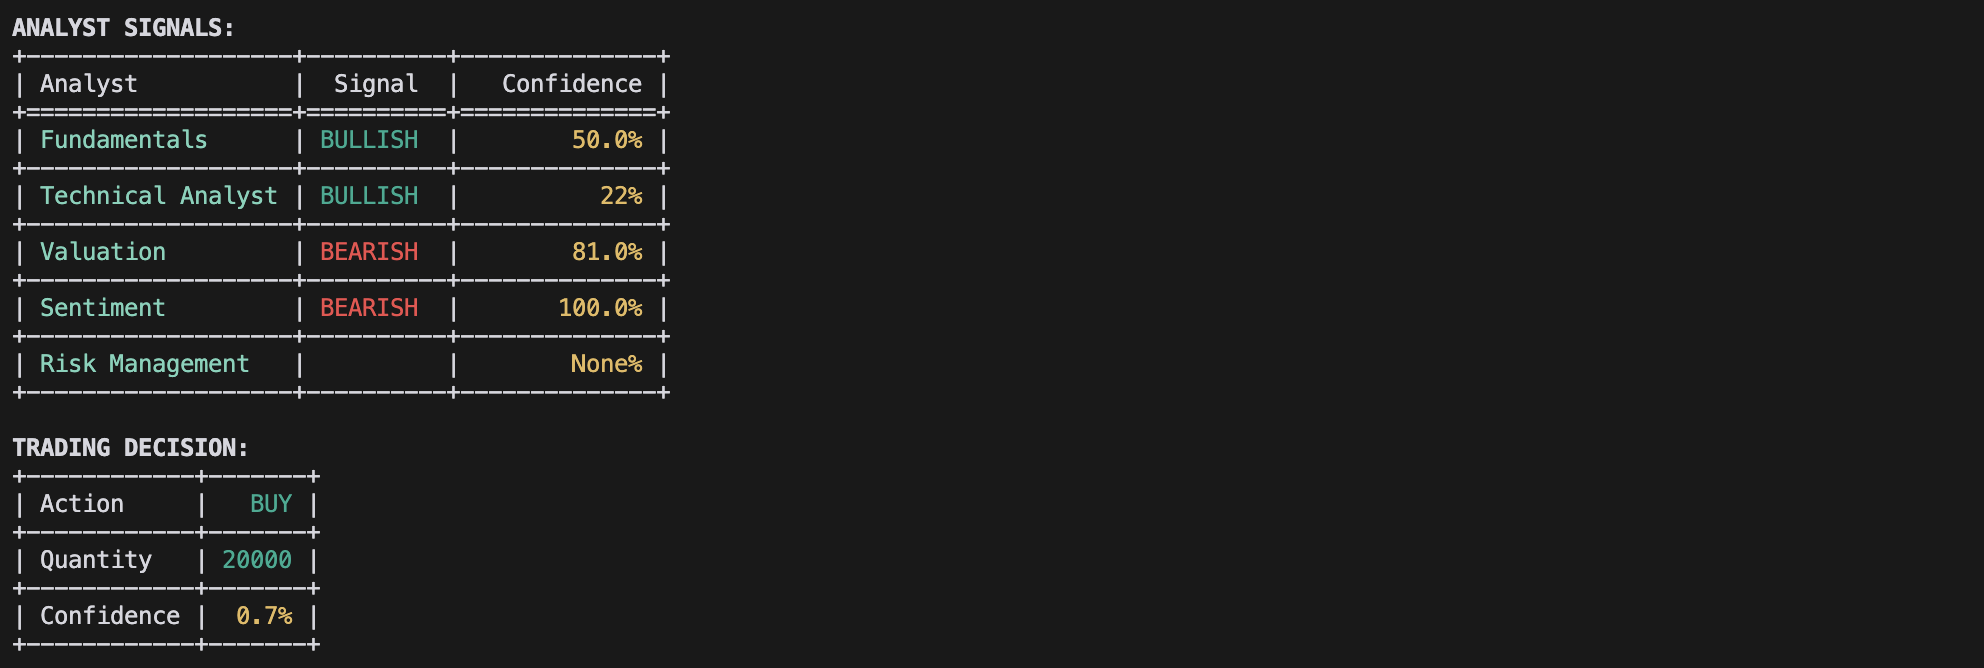 ANALYST SIGNALS:
+-------------------+----------+--------------+
| Analyst           |  Signal  |   Confidence |
+===================+==========+==============+
| Fundamentals      | BULLISH  |        50.0% |
+-------------------+----------+--------------+
| Technical Analyst | BULLISH  |          22% |
+-------------------+----------+--------------+
| Valuation         | BEARISH  |        81.0% |
+-------------------+----------+--------------+
| Sentiment         | BEARISH  |       100.0% |
+-------------------+----------+--------------+
| Risk Management   |          |        None% |
+-------------------+----------+--------------+

TRADING DECISION:
+------------+-------+
| Action     |   BUY |
+------------+-------+
| Quantity   | 20000 |
+------------+-------+
| Confidence |  0.7% |
+------------+-------+